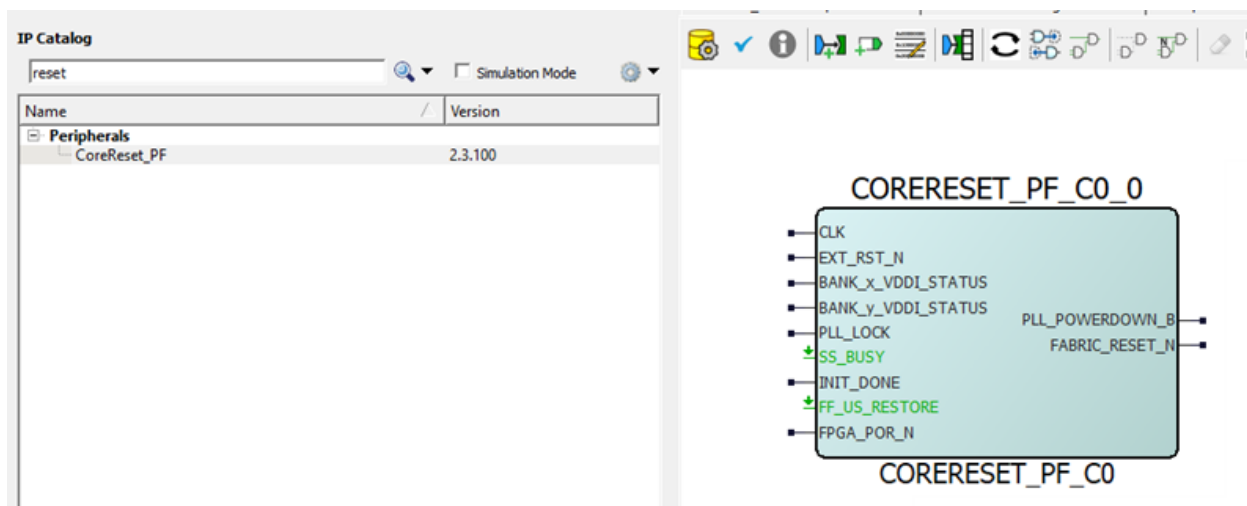 IP Catalog
reset
Simulation Mode
Name
Version
Peripherals
CoreReset_PF
2.3.100
CORERESET_PF_C0_0
CLK
EXT_RST_N
BANK_x_VDDI_STATUS
BANK_y_VDDI_STATUS
PLL_LOCK
SS_BUSY
INIT_DONE
FF_US_RESTORE
FPGA_POR_N
PLL_POWERDOWN_B
FABRIC_RESET_N
CORERESET_PF_C0